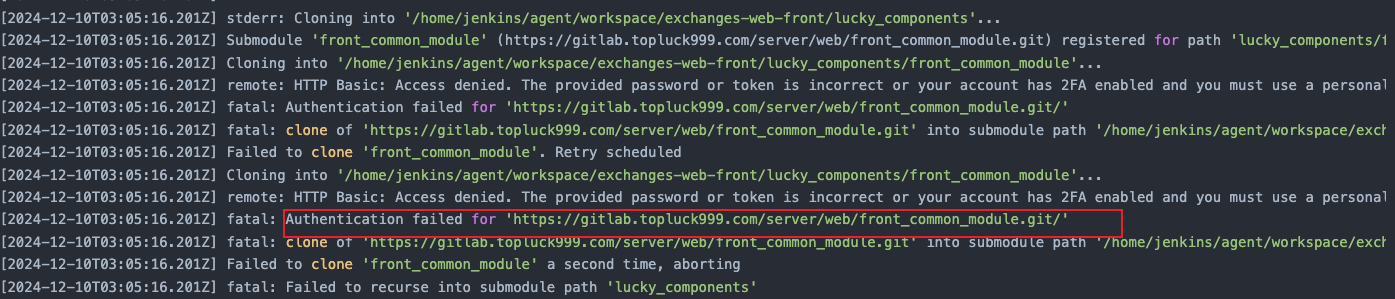 [2024-12-10T03:05:16.201Z] stderr: Cloning into '/home/jenkins/agent/workspace/exchanges-web-front/lucky_components'...
[2024-12-10T03:05:16.201Z] Submodule 'front_common_module' (https://gitlab.topluck999.com/server/web/front_common_module.git) registered for path 'lucky_components/f
[2024-12-10T03:05:16.201Z] Cloning into '/home/jenkins/agent/workspace/exchanges-web-front/lucky_components/front_common_module'...
[2024-12-10T03:05:16.201Z] remote: HTTP Basic: Access denied. The provided password or token is incorrect or your account has 2FA enabled and you must use a personal
[2024-12-10T03:05:16.201Z] fatal: Authentication failed for 'https://gitlab.topluck999.com/server/web/front_common_module.git/'
[2024-12-10T03:05:16.201Z] fatal: clone of 'https://gitlab.topluck999.com/server/web/front_common_module.git' into submodule path '/home/jenkins/agent/workspace/exch
[2024-12-10T03:05:16.201Z] Failed to clone 'front_common_module'. Retry scheduled
[2024-12-10T03:05:16.201Z] Cloning into '/home/jenkins/agent/workspace/exchanges-web-front/lucky_components/front_common_module'...
[2024-12-10T03:05:16.201Z] remote: HTTP Basic: Access denied. The provided password or token is incorrect or your account has 2FA enabled and you must use a personal
[2024-12-10T03:05:16.201Z] fatal: Authentication failed for 'https://gitlab.topluck999.com/server/web/front_common_module.git/'
[2024-12-10T03:05:16.201Z] fatal: clone of 'https://gitlab.topluck999.com/server/web/front_common_module.git' into submodule path '/home/jenkins/agent/workspace/exch
[2024-12-10T03:05:16.201Z] Failed to clone 'front_common_module' a second time, aborting
[2024-12-10T03:05:16.201Z] fatal: Failed to recurse into submodule path 'lucky_components'